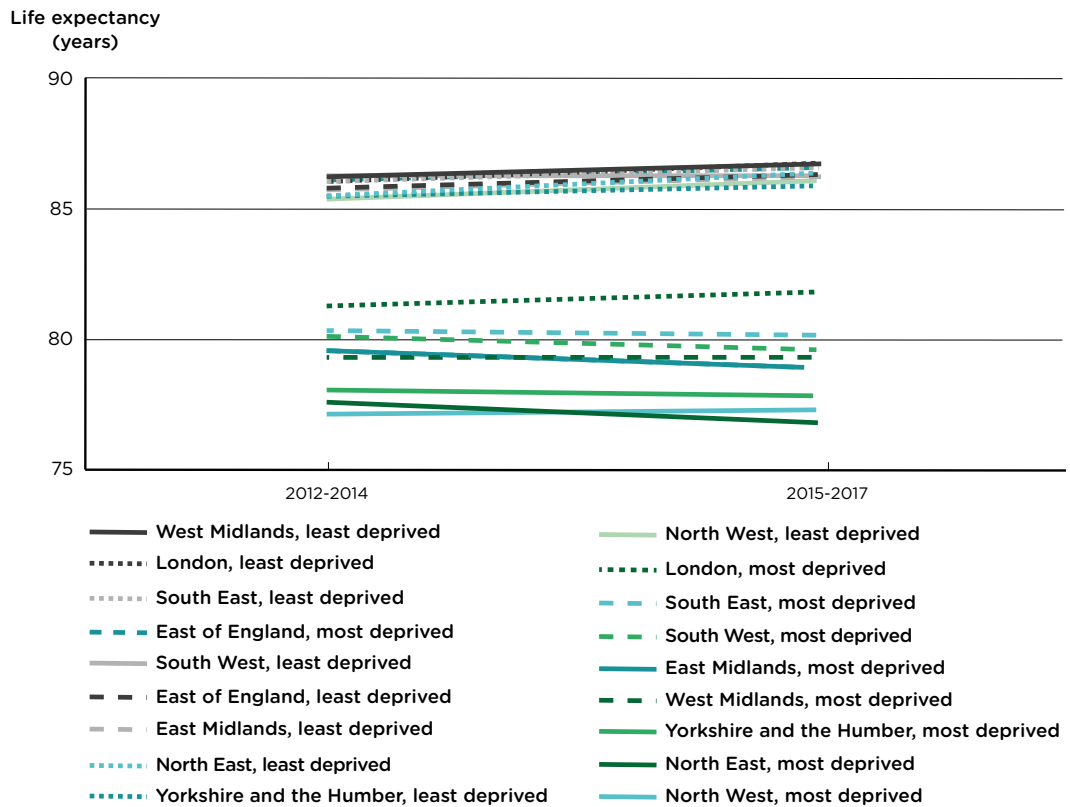 Life expectancy
(years)
90
85
80
75
2012-2014
2015-2017
West Midlands, least deprived
London, least deprived
South East, least deprived
East of England, most deprived
South West, least deprived
East of England, least deprived
East Midlands, least deprived
North East, least deprived
Yorkshire and the Humber, least deprived
North West, least deprived
London, most deprived
South East, most deprived
South West, most deprived
East Midlands, most deprived
West Midlands, most deprived
Yorkshire and the Humber, most deprived
North East, most deprived
North West, most deprived